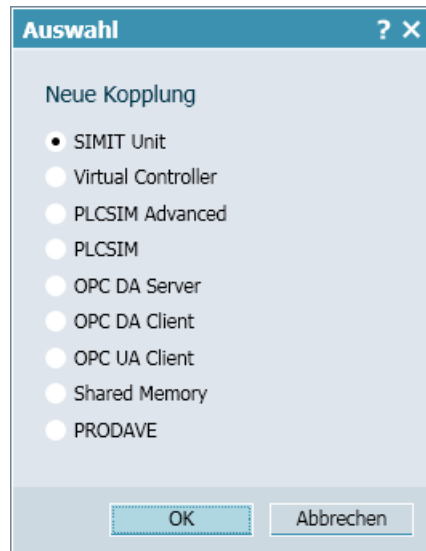 Auswahl ? ×
Neue Kopplung
SIMIT Unit
Virtual Controller
PLCSIM Advanced
PLCSIM
OPC DA Server
OPC DA Client
OPC UA Client
Shared Memory
PRODAVE
OK Abbrechen